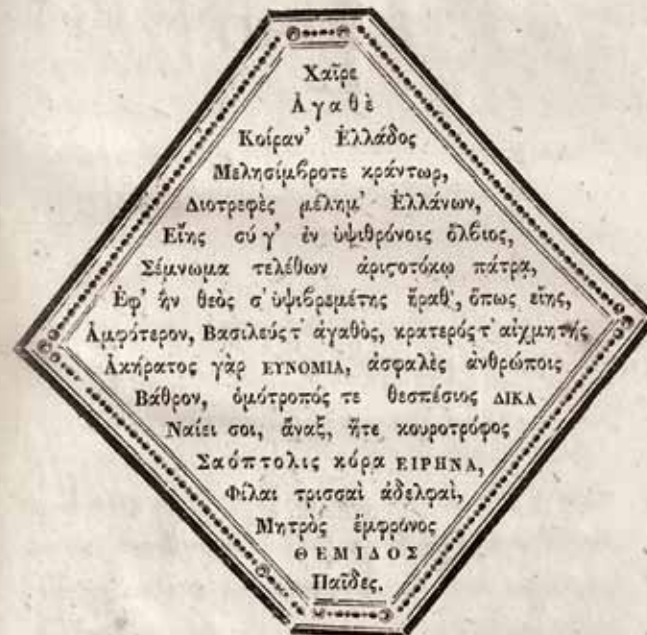 Χαῖρε
Ἀγαθὲ
Κοίραν' Ἑλλάδος
Μελησίμβροτε κράντωρ,
Διοτρεφὲς μέλημ' Ἑλλάνων,
Εἴης σύ γ' ἐν ὑψιθρόνοις ὄλβιος,
Σέμνωμα τελέθων ἀριστοτόκῳ πάτρᾳ,
Ἐφ' ἣν θεὸς σ' ὑψιβρεμέτης ἤραθ', ὅπως εἴης,
Ἀμφότερον, Βασιλεύς τ' ἀγαθὸς, κρατερός τ' αἰχμητής
Ἀκήρατος γὰρ ΕΥΝΟΜΙΑ, ἀσφαλὲς ἀνθρώποις
Βάθρον, ὁμότροπός τε θεσπέσιος ΔΙΚΑ
Ναίει σοι, ἄναξ, ἥτε κουροτρόφος
Σαόπτολις κόρα ΕΙΡΗΝΑ,
Φίλαι τρισσαὶ ἀδελφαὶ,
Μητρὸς ἔμφρονος
ΘΕΜΙΔΟΣ
Παῖδες.